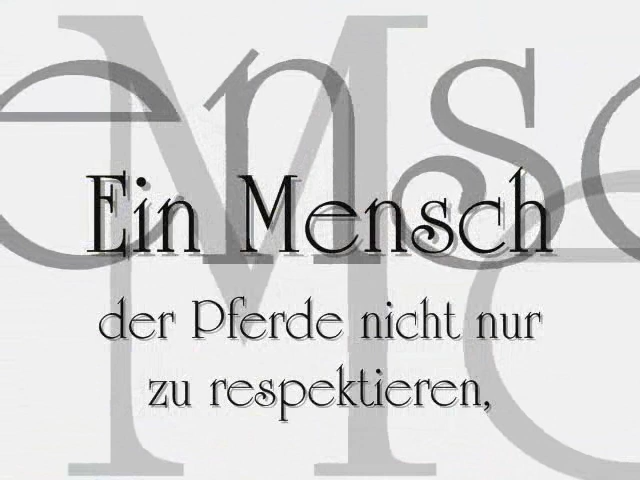 Ein Mensch
der Pferde nicht nur
zu respektieren,